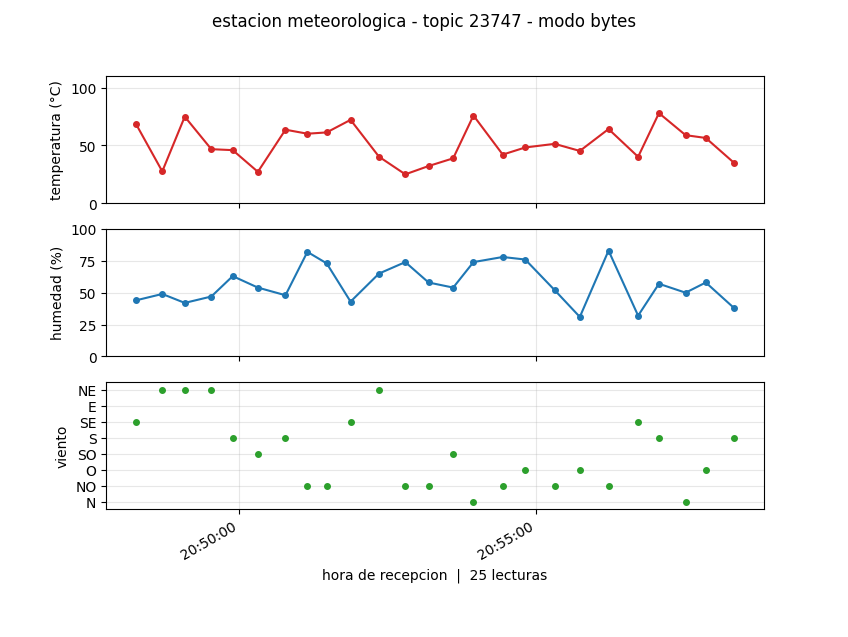 estacion meteorologica - topic 23747 - modo bytes
temperatura (°C)
100
50
0
humedad (%)
100
75
50
25
0
viento
NE
E
SE
S
SO
O
NO
N
20:50:00
20:55:00
hora de recepcion | 25 lecturas